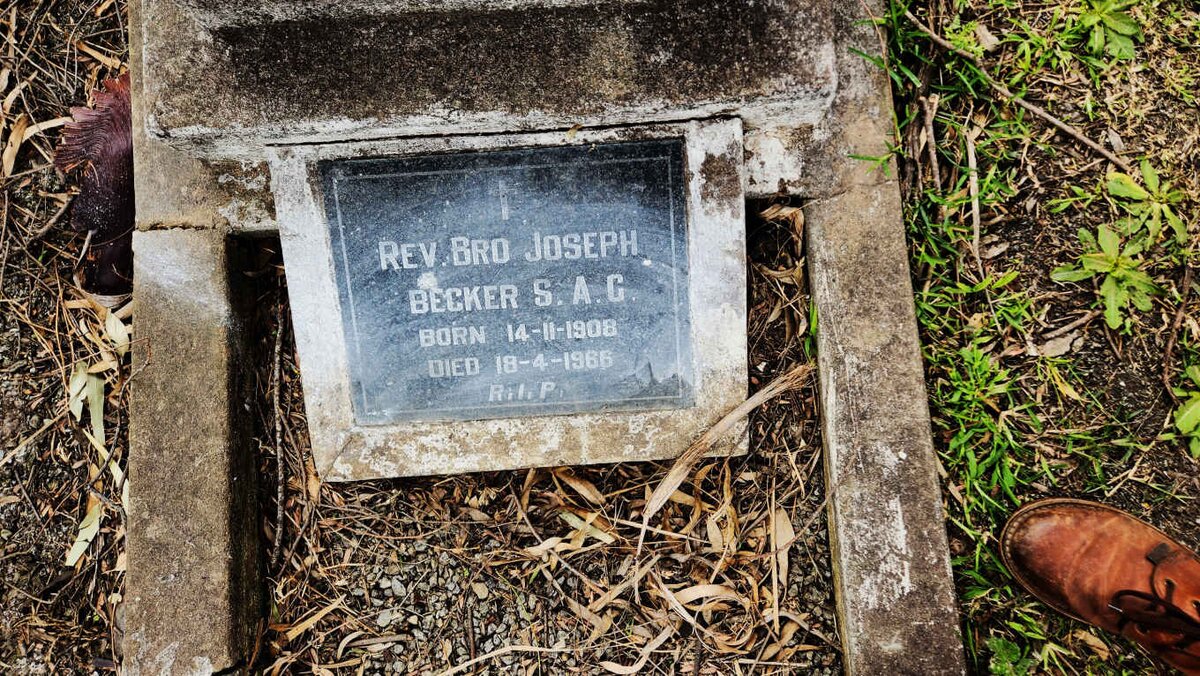 REV. BRO JOSEPH
BECKER S.A.C.
BORN 14-11-1908
DIED 18-4-1966
R.I.P.